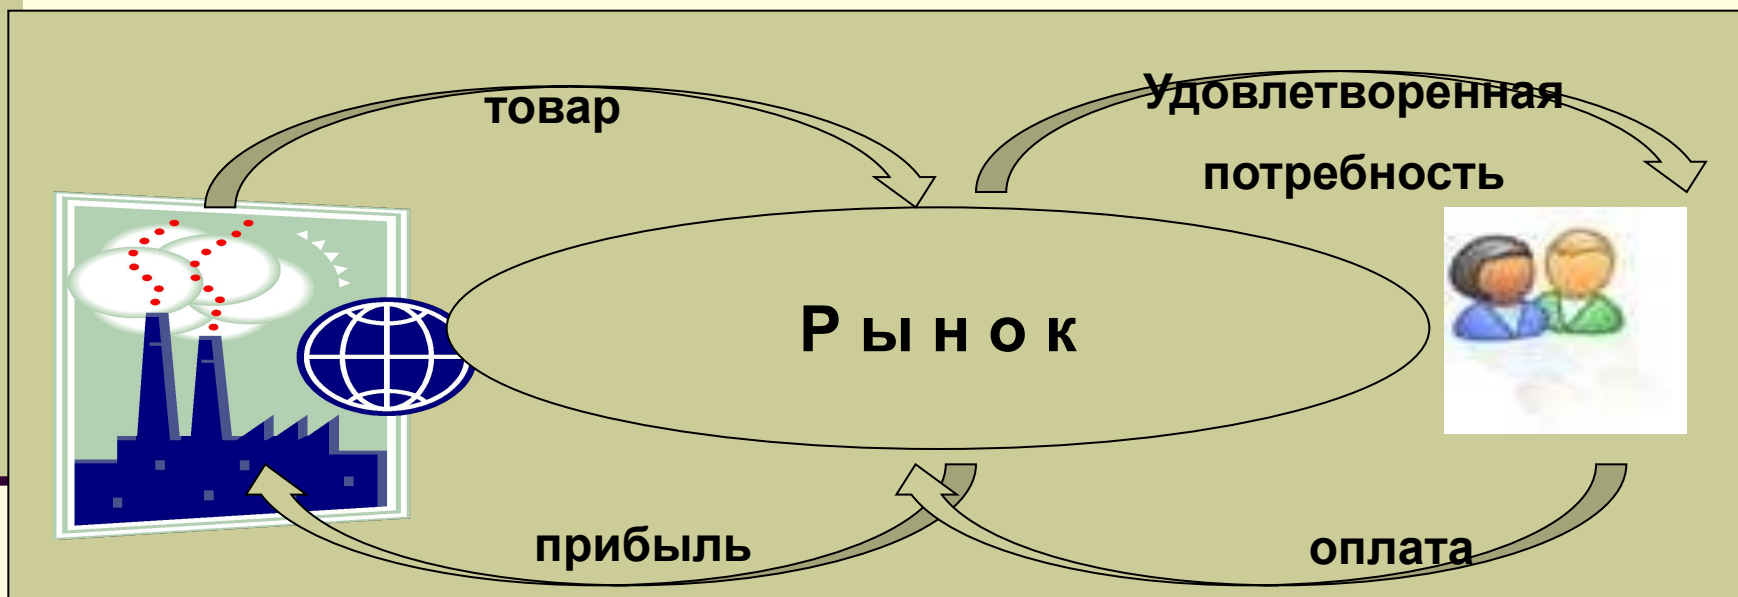 товар
Удовлетворенная
потребность
Р ы н о к
прибыль
оплата